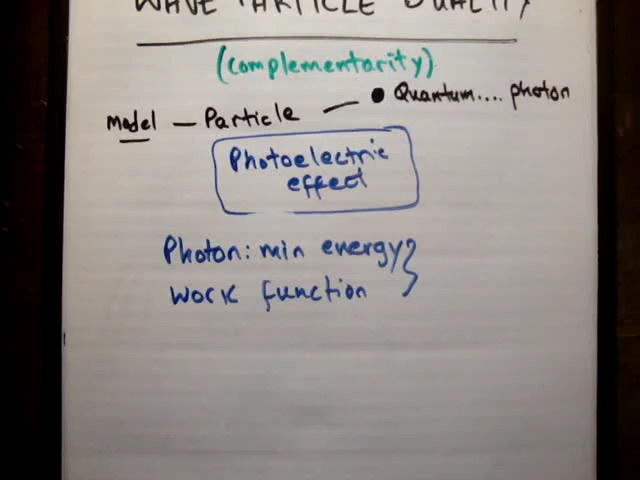 WAVE PARTICLE DUALITY
(complementarity)
Model — Particle — • Quantum.... photon
Photoelectric
effect
Photon: min energy
Work function